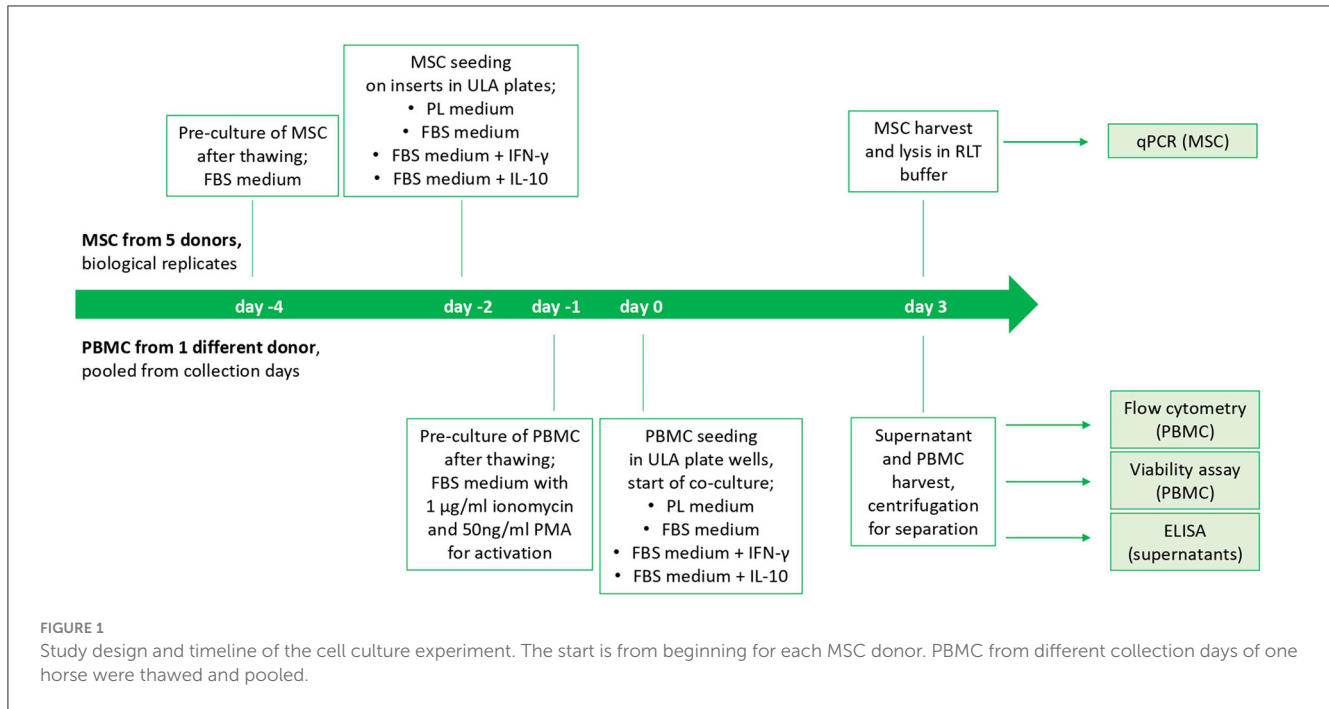 MSC seeding
on inserts in ULA plates;
• PL medium
• FBS medium
• FBS medium + IFN-γ
• FBS medium + IL-10
Pre-culture of MSC
after thawing;
FBS medium
MSC harvest
and lysis in RLT
buffer
qPCR (MSC)
MSC from 5 donors,
biological replicates
day -4
day -2
day -1
day 0
day 3
PBMC from 1 different donor,
pooled from collection days
Pre-culture of PBMC
after thawing;
FBS medium with
1 µg/ml ionomycin
and 50ng/ml PMA
for activation
PBMC seeding
in ULA plate wells,
start of co-culture;
• PL medium
• FBS medium
• FBS medium + IFN-γ
• FBS medium + IL-10
Supernatant
and PBMC
harvest,
centrifugation
for separation
Flow cytometry
(PBMC)
Viability assay
(PBMC)
ELISA
(supernatants)
FIGURE 1
Study design and timeline of the cell culture experiment. The start is from beginning for each MSC donor. PBMC from different collection days of one
horse were thawed and pooled.